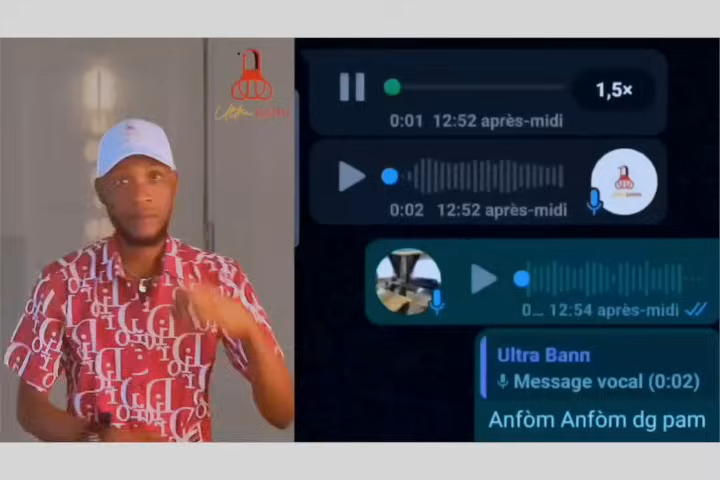 Ultra Bann
1,5×
0:01 12:52 après-midi
0:02 12:52 après-midi
0... 12:54 après-midi
Ultra Bann
Message vocal (0:02)
Anfòm Anfòm dg pam